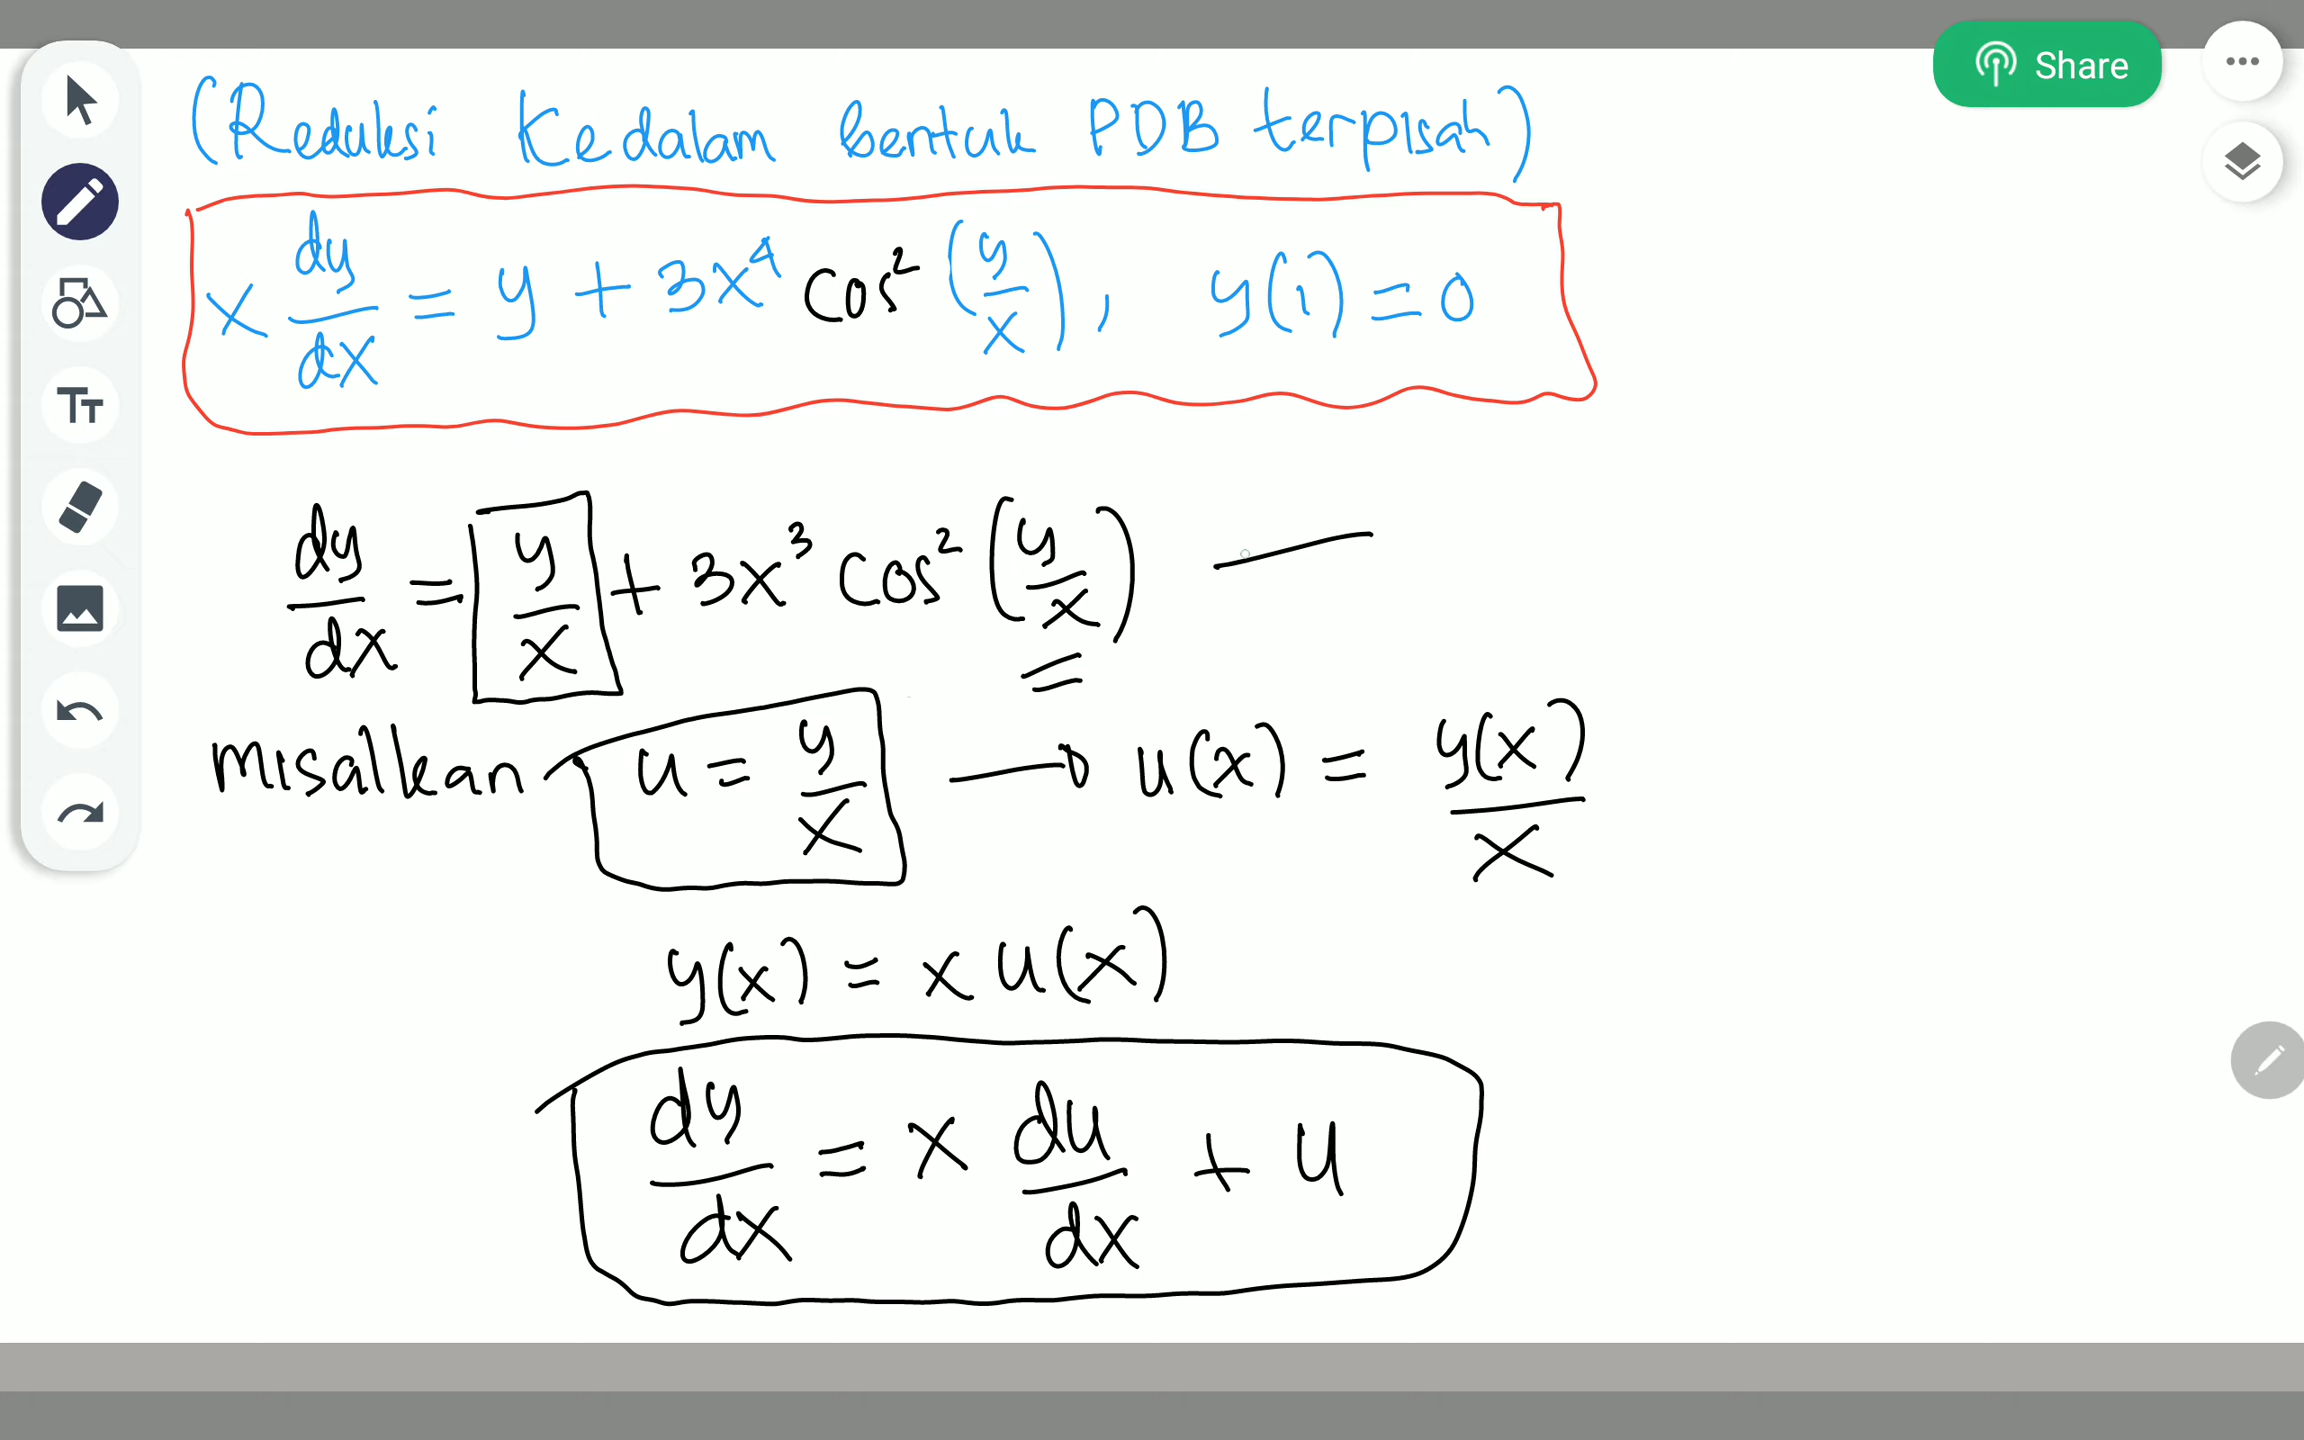 Share
(Reduksi Kedalam bentuk PDB terpisah)
x dy/dx = y + 3x⁴ cos² (y/x), y(1) = 0
dy/dx = y/x + 3x³ cos² (y/x)
Misalkan u = y/x → u(x) = y(x)/x
y(x) = x u(x)
dy/dx = x du/dx + u